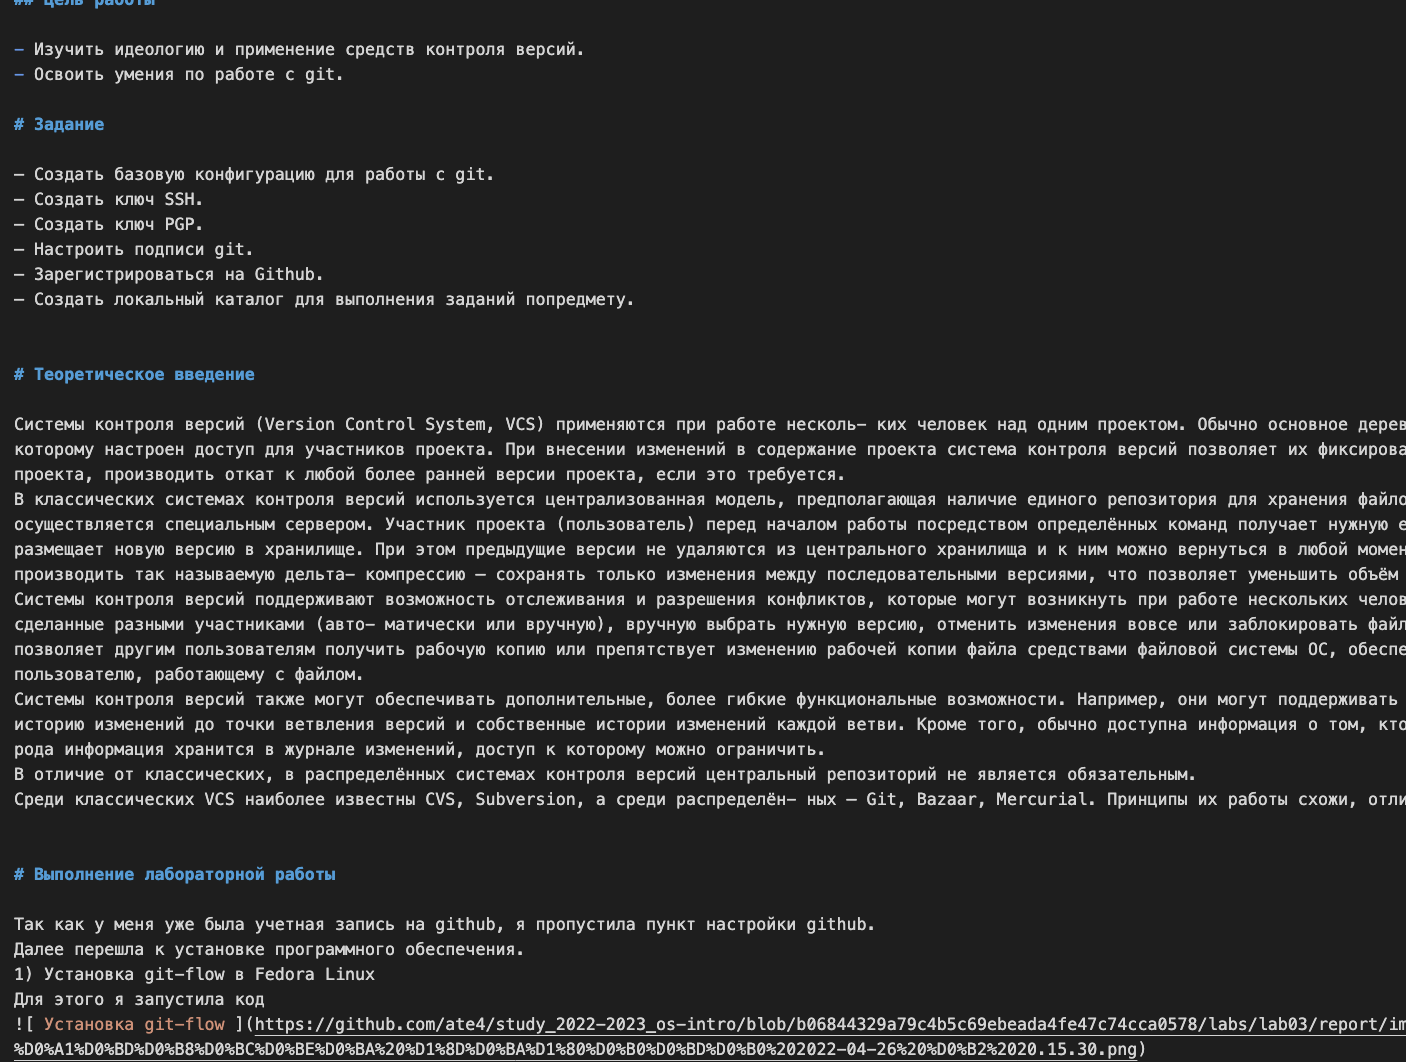 ## Цель работы
- Изучить идеологию и применение средств контроля версий.
- Освоить умения по работе с git.
# Задание
– Создать базовую конфигурацию для работы с git.
– Создать ключ SSH.
– Создать ключ PGP.
– Настроить подписи git.
– Зарегистрироваться на Github.
– Создать локальный каталог для выполнения заданий попредмету.
# Теоретическое введение
Системы контроля версий (Version Control System, VCS) применяются при работе несколь- ких человек над одним проектом. Обычно основное дерев
которому настроен доступ для участников проекта. При внесении изменений в содержание проекта система контроля версий позволяет их фиксирова
проекта, производить откат к любой более ранней версии проекта, если это требуется.
В классических системах контроля версий используется централизованная модель, предполагающая наличие единого репозитория для хранения файло
осуществляется специальным сервером. Участник проекта (пользователь) перед началом работы посредством определённых команд получает нужную е
размещает новую версию в хранилище. При этом предыдущие версии не удаляются из центрального хранилища и к ним можно вернуться в любой момен
производить так называемую дельта- компрессию — сохранять только изменения между последовательными версиями, что позволяет уменьшить объём
Системы контроля версий поддерживают возможность отслеживания и разрешения конфликтов, которые могут возникнуть при работе нескольких челов
сделанные разными участниками (авто- матически или вручную), вручную выбрать нужную версию, отменить изменения вовсе или заблокировать файл
позволяет другим пользователям получить рабочую копию или препятствует изменению рабочей копии файла средствами файловой системы ОС, обеспе
пользователю, работающему с файлом.
Системы контроля версий также могут обеспечивать дополнительные, более гибкие функциональные возможности. Например, они могут поддерживать
историю изменений до точки ветвления версий и собственные истории изменений каждой ветви. Кроме того, обычно доступна информация о том, кто
рода информация хранится в журнале изменений, доступ к которому можно ограничить.
В отличие от классических, в распределённых системах контроля версий центральный репозиторий не является обязательным.
Среди классических VCS наиболее известны CVS, Subversion, а среди распределён- ных — Git, Bazaar, Mercurial. Принципы их работы схожи, отли
# Выполнение лабораторной работы
Так как у меня уже была учетная запись на github, я пропустила пункт настройки github.
Далее перешла к установке программного обеспечения.
1) Установка git-flow в Fedora Linux
Для этого я запустила код
![ Установка git-flow ](https://github.com/ate4/study_2022-2023_os-intro/blob/b06844329a79c4b5c69ebeada4fe47c74cca0578/labs/lab03/report/im
%D0%A1%D0%BD%D0%B8%D0%BC%D0%BE%D0%BA%20%D1%8D%D0%BA%D1%80%D0%B0%D0%BD%D0%B0%202022-04-26%20%D0%B2%2020.15.30.png)